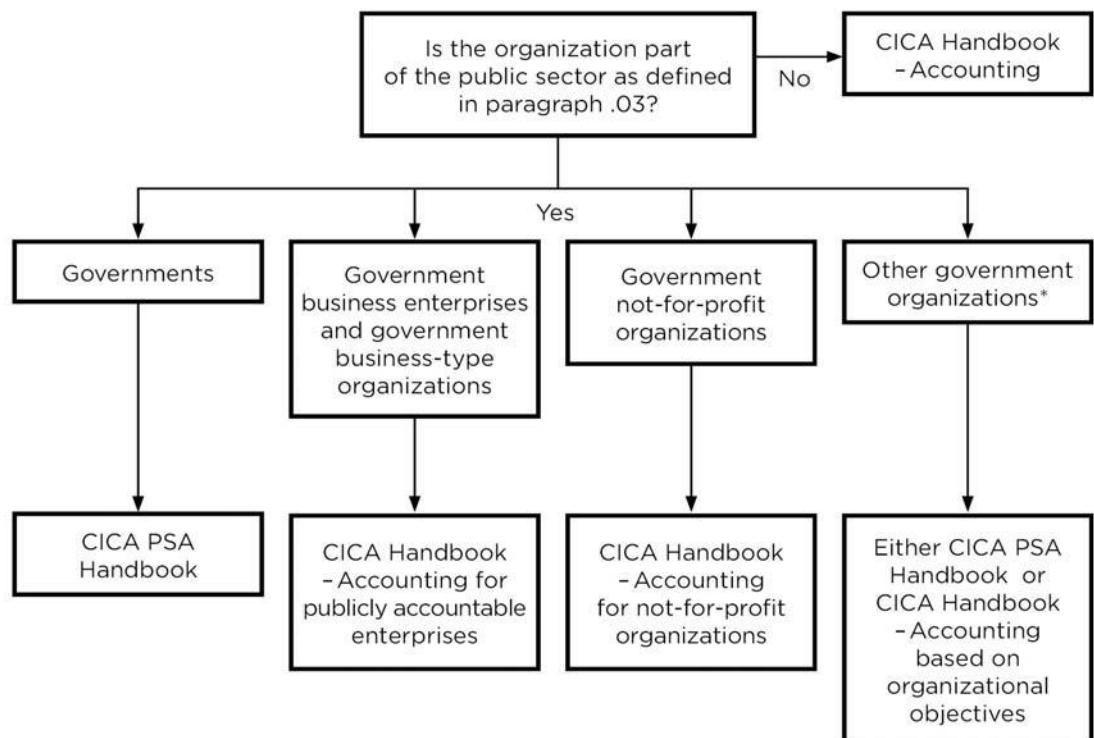 Is the organization part
of the public sector as defined
in paragraph .03?
No
CICA Handbook
– Accounting
Yes
Governments
Government
business enterprises
and government
business-type
organizations
Government
not-for-profit
organizations
Other government
organizations*
CICA PSA
Handbook
CICA Handbook
– Accounting for
publicly accountable
enterprises
CICA Handbook
– Accounting
for not-for-profit
organizations
Either CICA PSA
Handbook or
CICA Handbook
– Accounting
based on
organizational
objectives